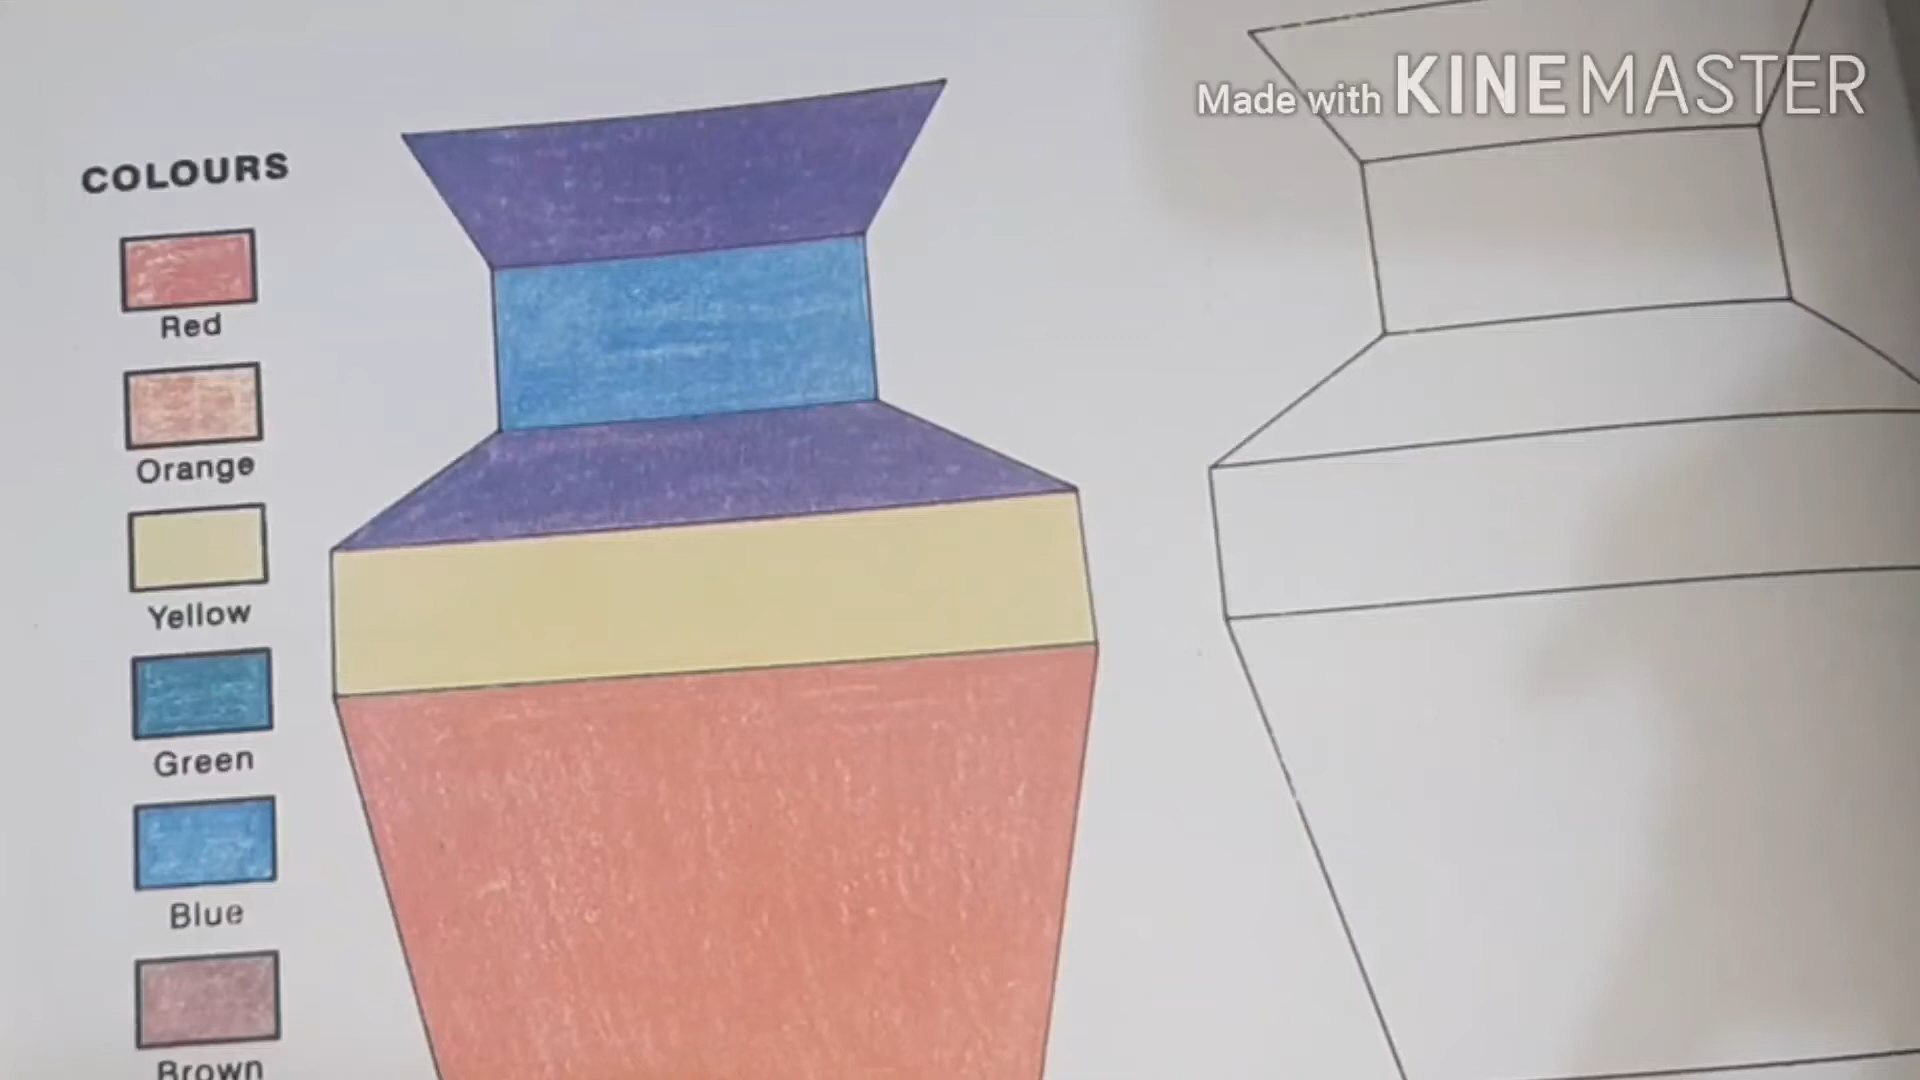 Made with KINEMASTER
COLOURS
Red
Orange
Yellow
Green
Blue
Brown